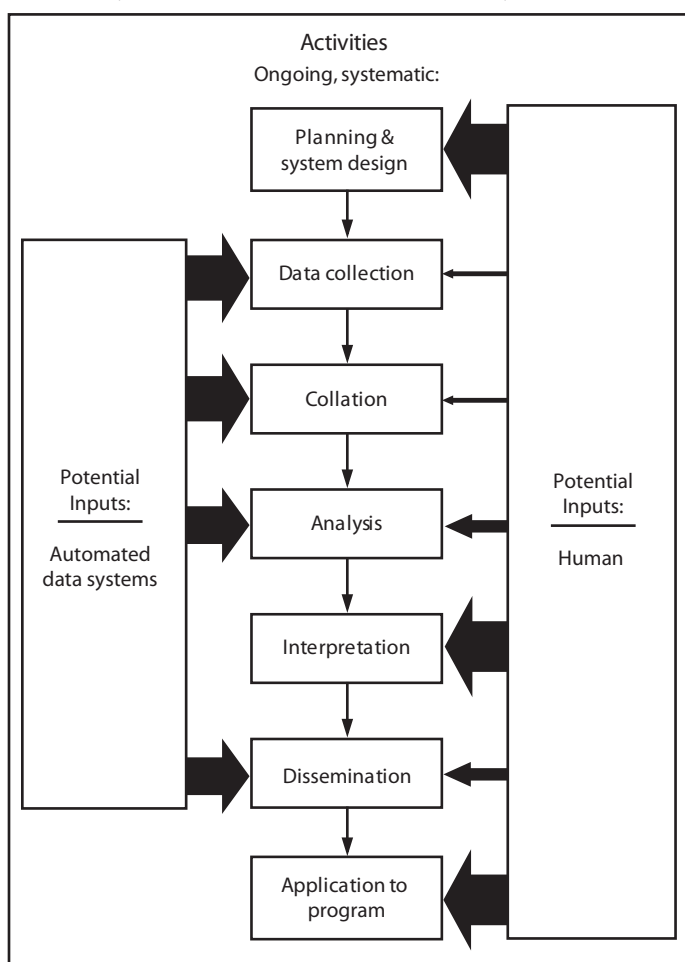 Activities
Ongoing, systematic:
Planning &
system design
Data collection
Collation
Analysis
Interpretation
Dissemination
Application to
program
Potential
Inputs:
Automated
data systems
Potential
Inputs:
Human